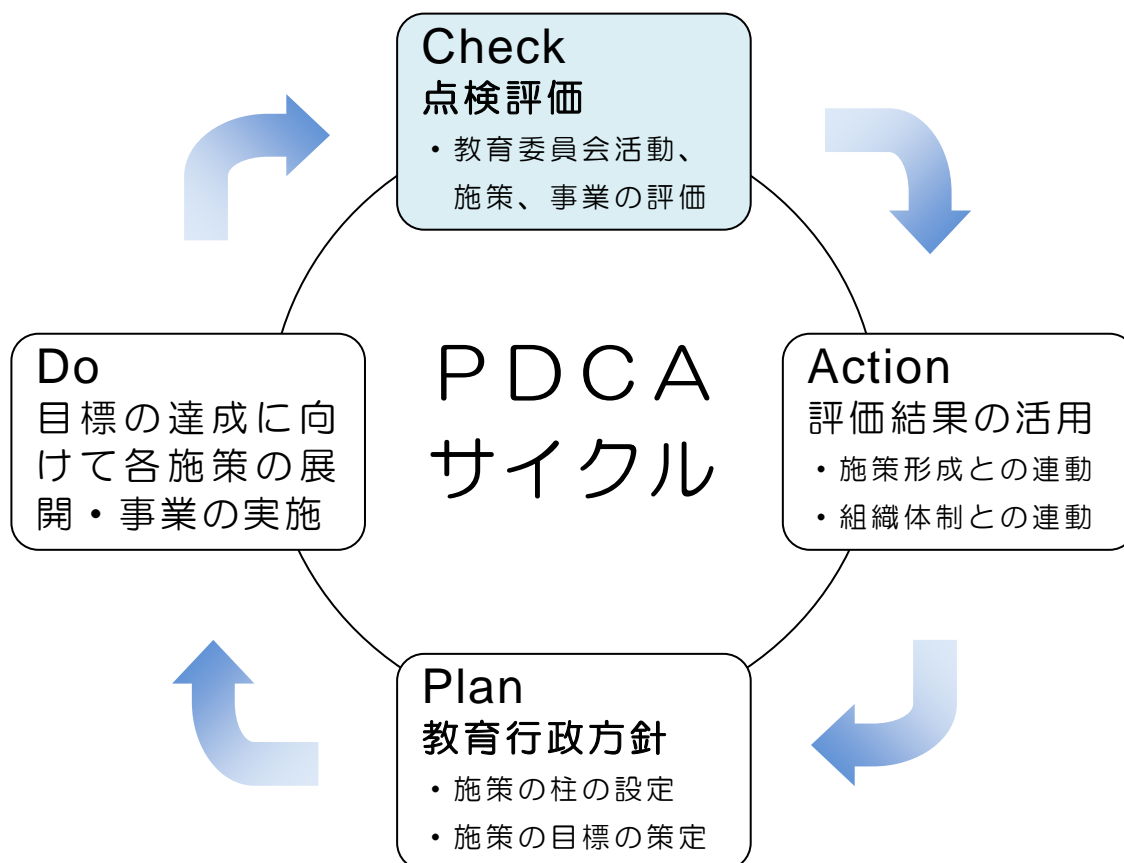 Check
点検評価
・教育委員会活動、
施策、事業の評価
Do
目標の達成に向
けて各施策の展
開・事業の実施
ＰＤＣＡ
サイクル
Action
評価結果の活用
・施策形成との連動
・組織体制との連動
Plan
教育行政方針
・施策の柱の設定
・施策の目標の策定